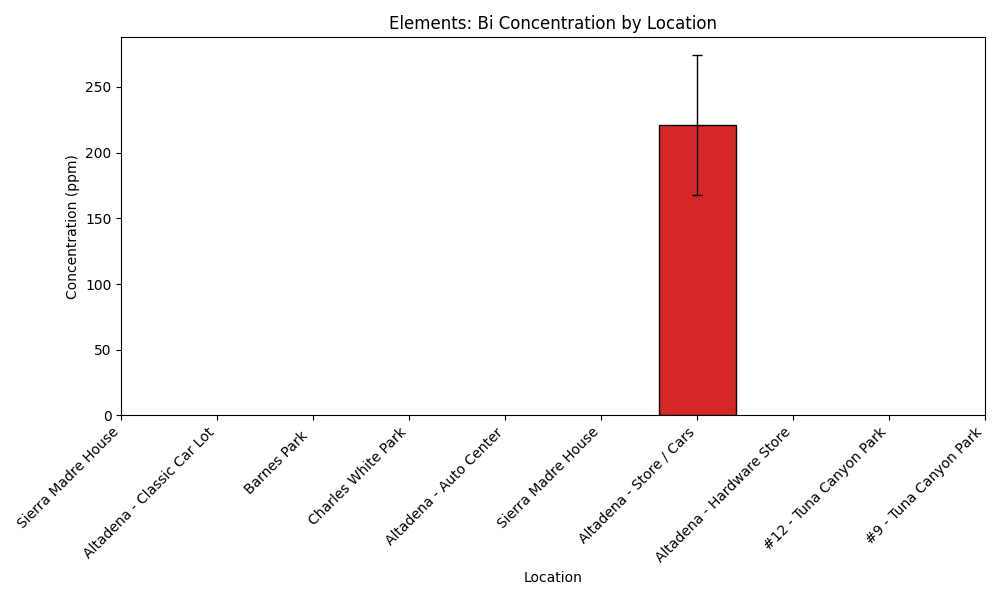 Elements: Bi Concentration by Location
Concentration (ppm)
250
200
150
100
50
0
Sierra Madre House
Altadena - Classic Car Lot
Barnes Park
Charles White Park
Altadena - Auto Center
Sierra Madre House
Altadena - Store / Cars
Altadena - Hardware Store
#12 - Tuna Canyon Park
#9 - Tuna Canyon Park
Location